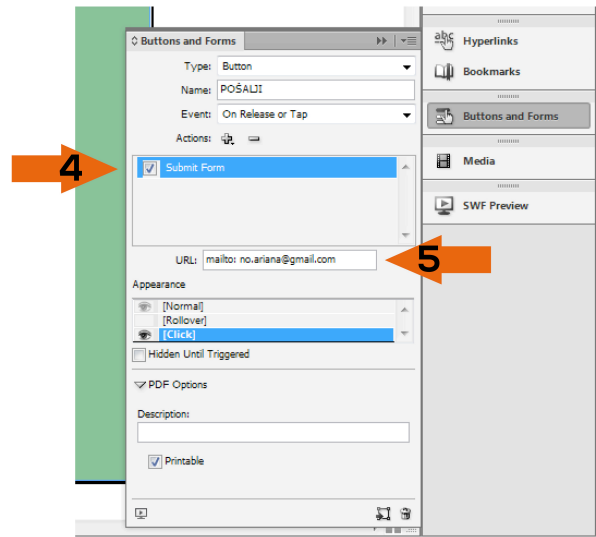 Buttons and Forms
Type: Button
Name: POŠALJI
Event: On Release or Tap
Actions:
4
Submit Form
URL: mailto: no.ariana@gmail.com
5
Appearance
[Normal]
[Rollover]
[Click]
Hidden Until Triggered
PDF Options
Description:
Printable
abc
Hyperlinks
Bookmarks
Buttons and Forms
Media
SWF Preview